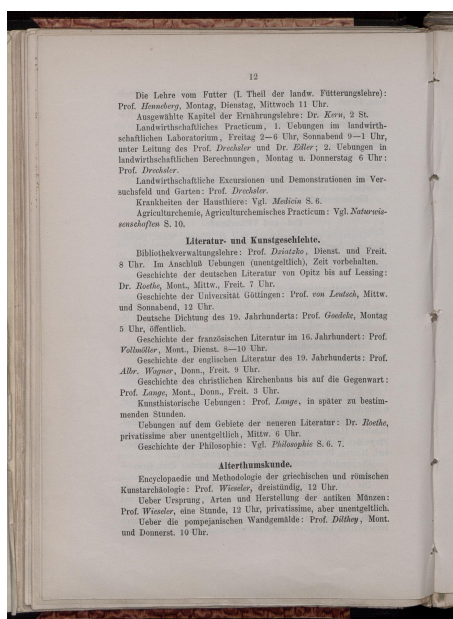 12
Die Lehre vom Futter (I. Theil der landw. Fütterungslehre):
Prof. Henneberg, Montag, Dienstag, Mittwoch 11 Uhr.
Ausgewählte Kapitel der Ernährungslehre: Dr. Kern, 2 St.
Landwirthschaftliches Practicum, 1. Uebungen im landwirth-
schaftlichen Laboratorium, Freitag 2—6 Uhr, Sonnabend 9—1 Uhr,
unter Leitung des Prof. Drechsler und Dr. Edler; 2. Uebungen in
landwirthschaftlichen Berechnungen, Montag u. Donnerstag 6 Uhr:
Prof. Drechsler.
Landwirthschaftliche Excursionen und Demonstrationen im Ver-
suchsfeld und Garten: Prof. Drechsler.
Krankheiten der Hausthiere: Vgl. Medicin S. 6.
Agriculturchemie, Agriculturchemisches Practicum: Vgl. Naturwis-
senschaften S. 10.
Literatur- und Kunstgeschichte.
Bibliothekverwaltungslehre: Prof. Dziatzko, Dienst. und Freit.
8 Uhr. Im Anschluß Uebungen (unentgeltlich), Zeit vorbehalten.
Geschichte der deutschen Literatur von Opitz bis auf Lessing:
Dr. Roethe, Mont., Mittw., Freit. 7 Uhr.
Geschichte der Universität Göttingen: Prof. von Leutsch, Mittw.
und Sonnabend, 12 Uhr.
Deutsche Dichtung des 19. Jahrhunderts: Prof. Goedeke, Montag
5 Uhr, öffentlich.
Geschichte der französischen Literatur im 16. Jahrhundert: Prof.
Vollmöller, Mont., Dienst. 8—10 Uhr.
Geschichte der englischen Literatur des 19. Jahrhunderts: Prof.
Albr. Wagner, Donn., Freit. 9 Uhr.
Geschichte des christlichen Kirchenbaus bis auf die Gegenwart:
Prof. Lange, Mont., Donn., Freit. 3 Uhr.
Kunsthistorische Uebungen: Prof. Lange, in später zu bestim-
menden Stunden.
Uebungen auf dem Gebiete der neueren Literatur: Dr. Roethe,
privatissime aber unentgeltlich, Mittw. 6 Uhr.
Geschichte der Philosophie: Vgl. Philosophie S. 6. 7.
Alterthumskunde.
Encyclopaedie und Methodologie der griechischen und römischen
Kunstarchäologie: Prof. Wieseler, dreistündig, 12 Uhr.
Ueber Ursprung, Arten und Herstellung der antiken Münzen:
Prof. Wieseler, eine Stunde, 12 Uhr, privatissime, aber unentgeltlich.
Ueber die pompejanischen Wandgemälde: Prof. Dilthey, Mont.
und Donnerst. 10 Uhr.